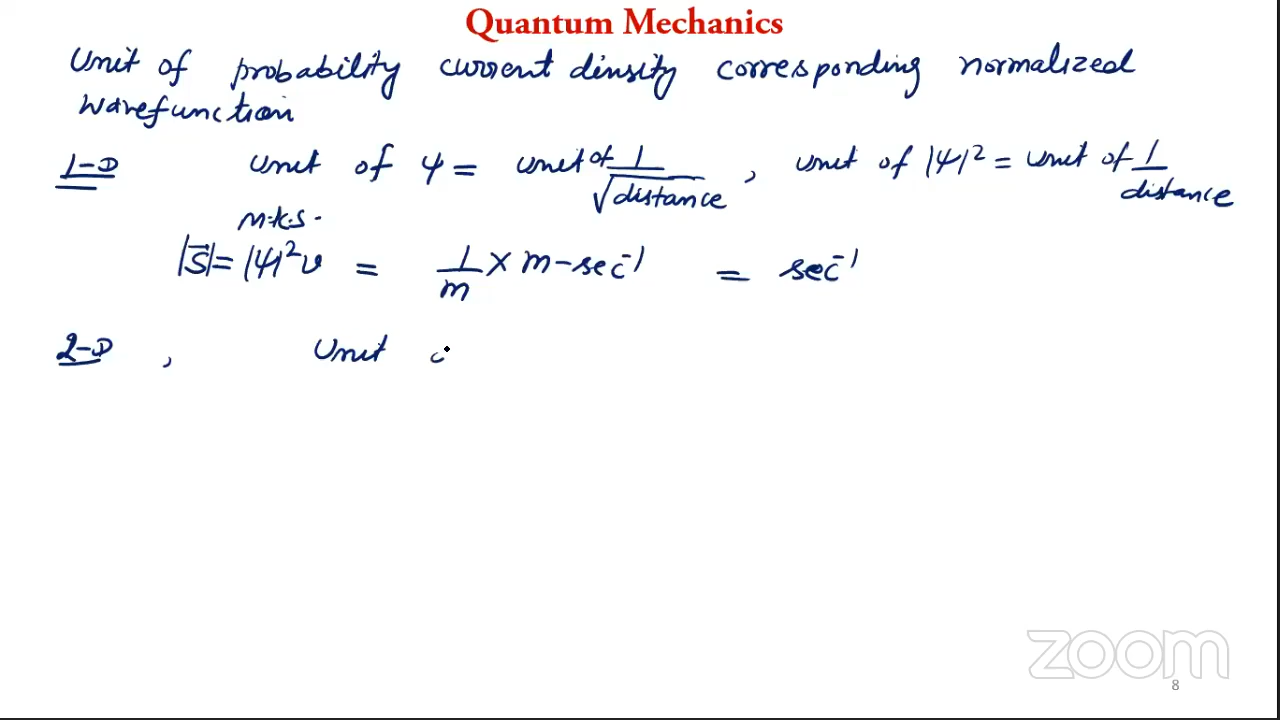 Quantum Mechanics
Unit of probability current density corresponding normalized
wavefunction
1-D unit of ψ = unit of 1/√distance , unit of |ψ|² = unit of 1/distance
m.k.s.
|S⃗| = |ψ|²v = 1/m × m-sec⁻¹ = sec⁻¹
2-D , Unit
zoom
8